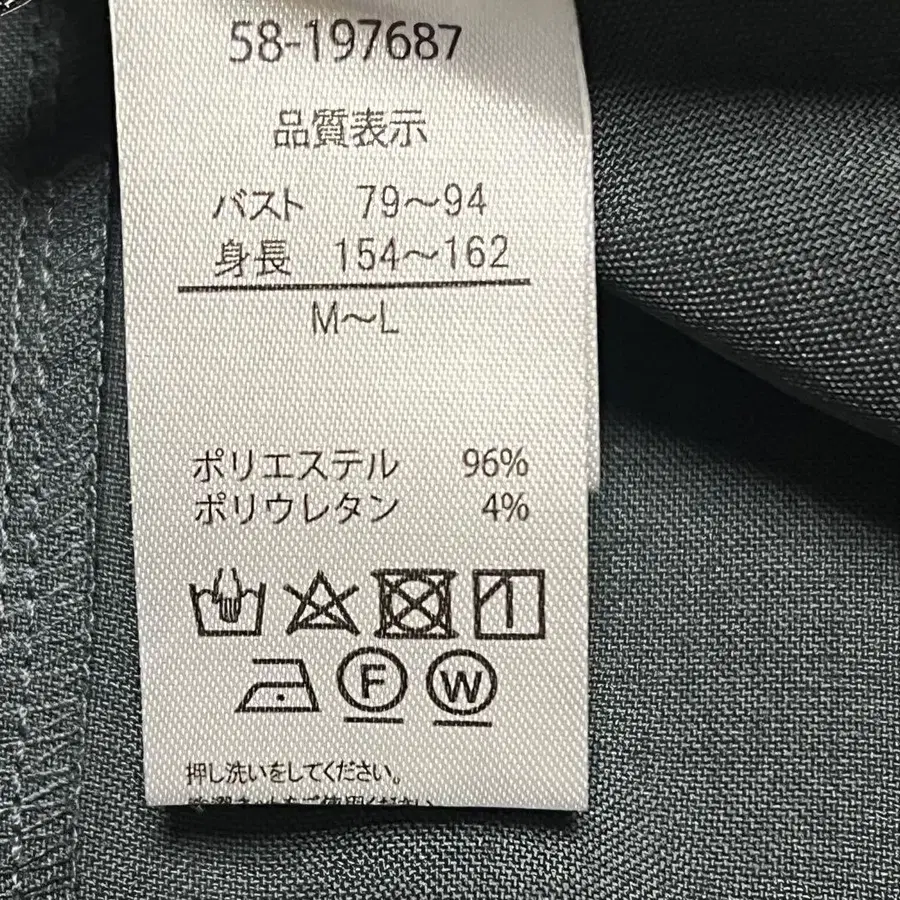 58-197687
品質表示
バスト 79〜94
身長 154〜162
M〜L
ポリエステル 96%
ポリウレタン 4%
F W
押し洗いをしてください。